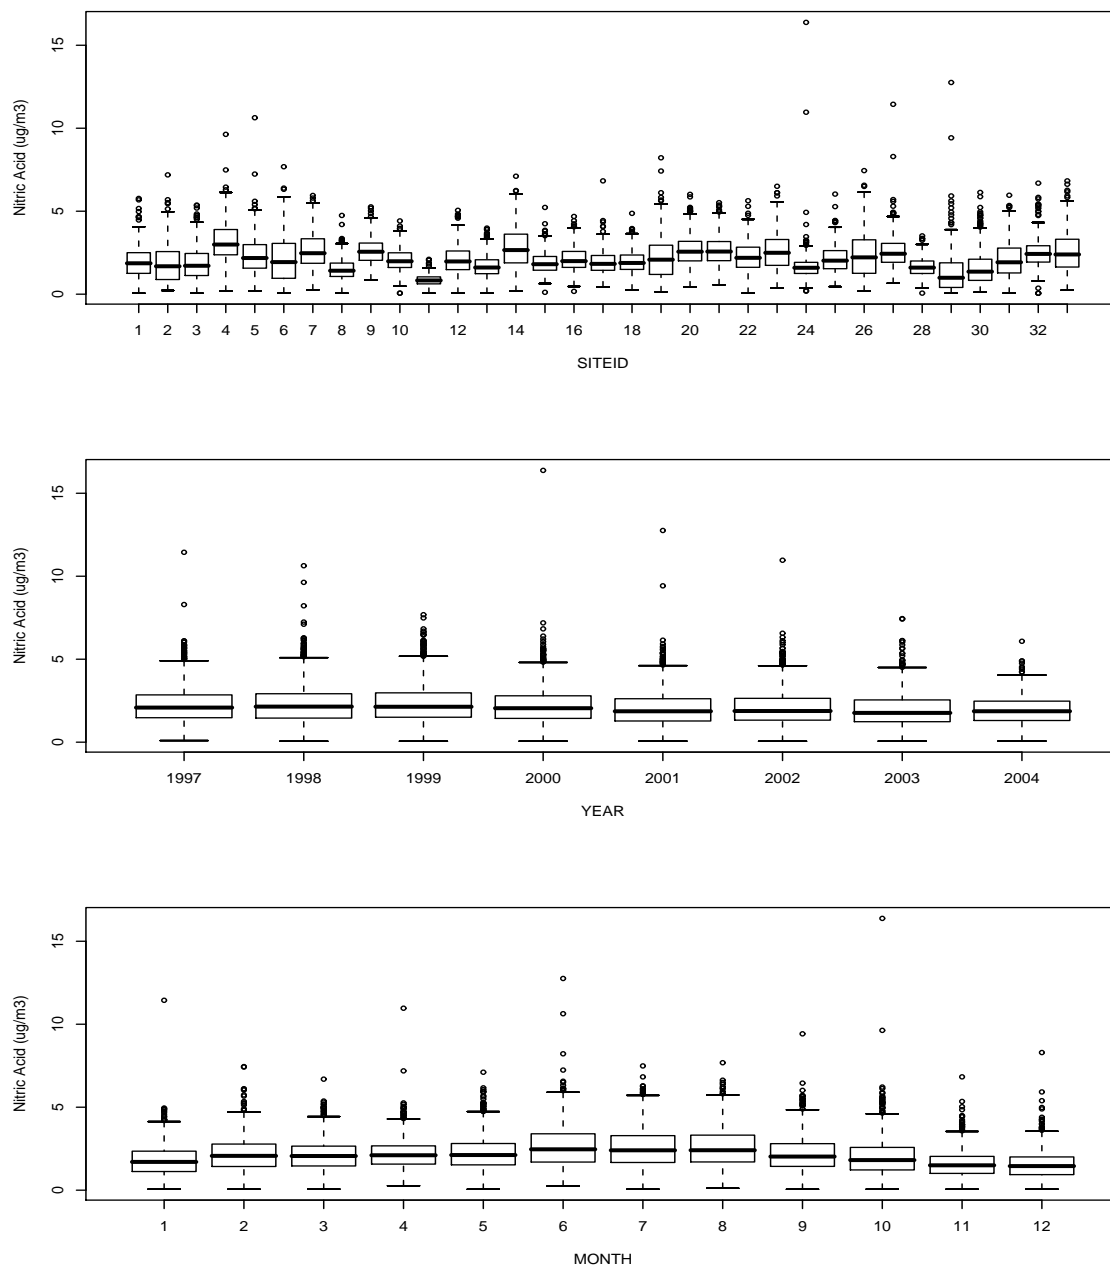 15
10
5
0
Nitric Acid (ug/m3)
1 2 3 4 5 6 7 8 9 10 12 14 16 18 20 22 24 26 28 30 32
SITEID
15
10
5
0
Nitric Acid (ug/m3)
1997 1998 1999 2000 2001 2002 2003 2004
YEAR
15
10
5
0
Nitric Acid (ug/m3)
1 2 3 4 5 6 7 8 9 10 11 12
MONTH